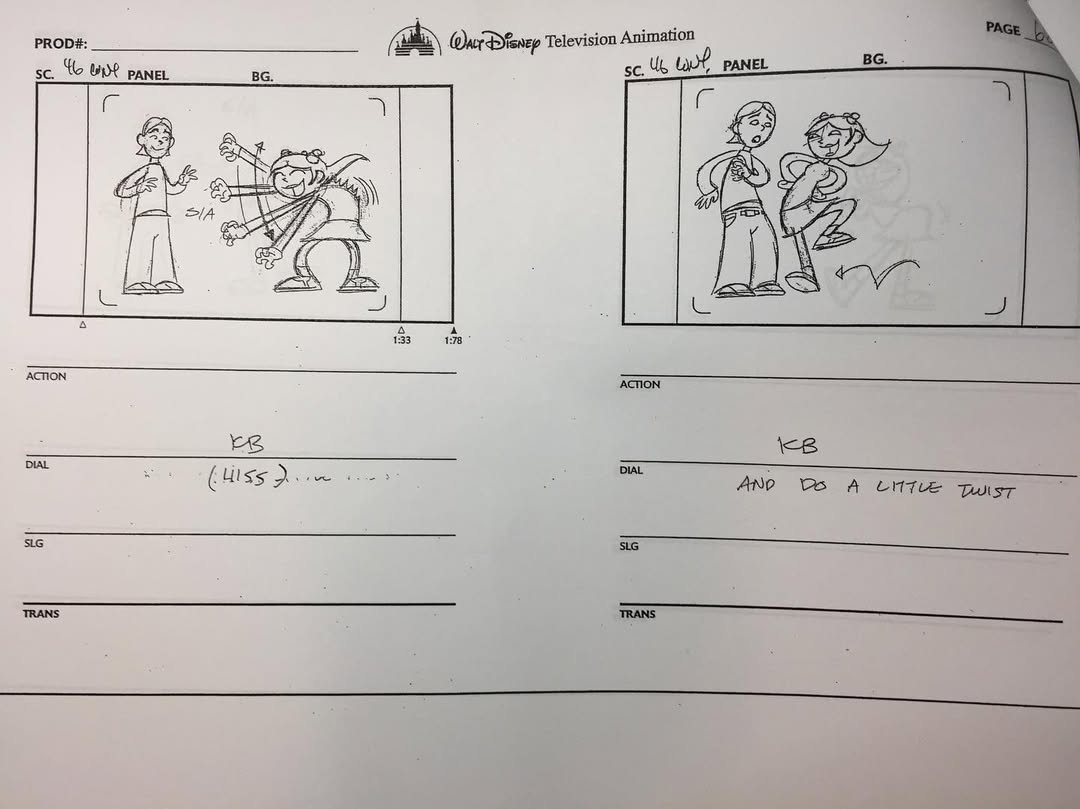 PROD#:
WALT DISNEY Television Animation
PAGE
SC. 46 CONT PANEL BG.
SC. 46 CONT, PANEL BG.
S/A
1:33 1:78
ACTION
ACTION
KB
KB
DIAL (HISS)
DIAL AND DO A LITTLE TWIST
SLG
SLG
TRANS
TRANS